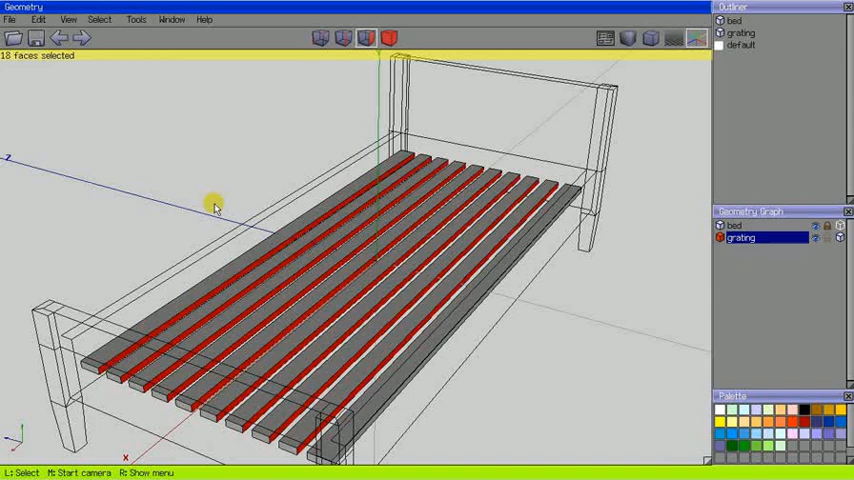 Geometry
File Edit View Select Tools Window Help
18 faces selected
Z
X
L: Select M: Start camera R: Show menu
Outliner
bed
grating
default
Geometry Graph
bed
grating
Palette